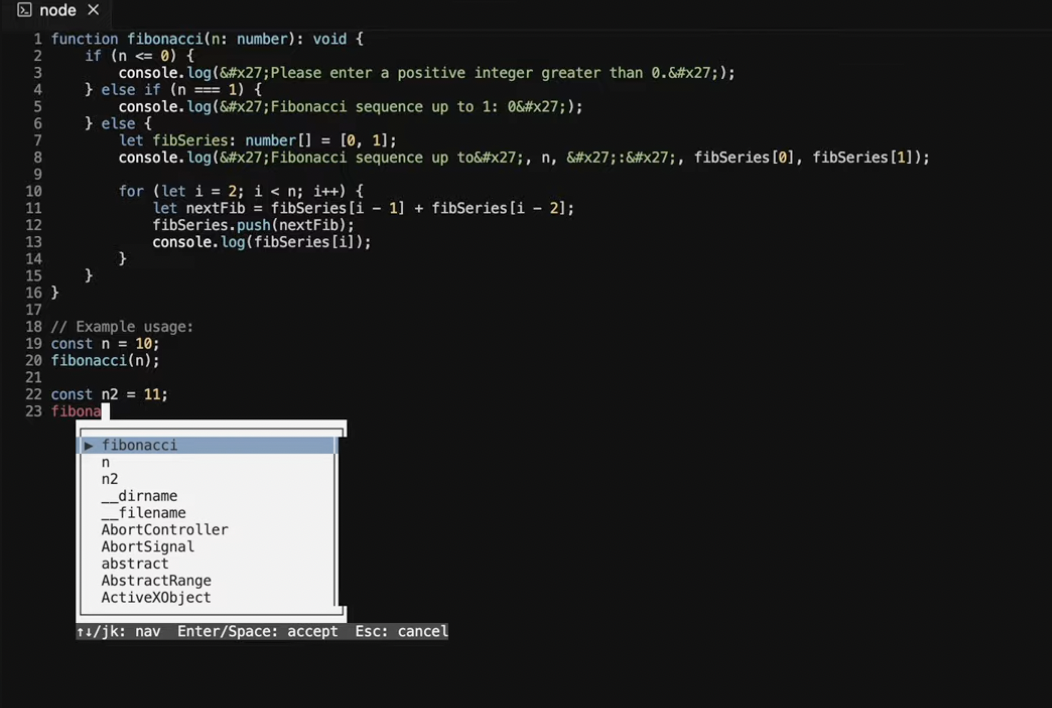 node ×
1 function fibonacci(n: number): void {
2     if (n <= 0) {
3         console.log(&#x27;Please enter a positive integer greater than 0.&#x27;);
4     } else if (n === 1) {
5         console.log(&#x27;Fibonacci sequence up to 1: 0&#x27;);
6     } else {
7         let fibSeries: number[] = [0, 1];
8         console.log(&#x27;Fibonacci sequence up to&#x27;, n, &#x27;:&#x27;, fibSeries[0], fibSeries[1]);
9
10         for (let i = 2; i < n; i++) {
11             let nextFib = fibSeries[i - 1] + fibSeries[i - 2];
12             fibSeries.push(nextFib);
13             console.log(fibSeries[i]);
14         }
15     }
16 }
17
18 // Example usage:
19 const n = 10;
20 fibonacci(n);
21
22 const n2 = 11;
23 fibona
▶ fibonacci
n
n2
__dirname
__filename
AbortController
AbortSignal
abstract
AbstractRange
ActiveXObject
↑↓/jk: nav  Enter/Space: accept  Esc: cancel